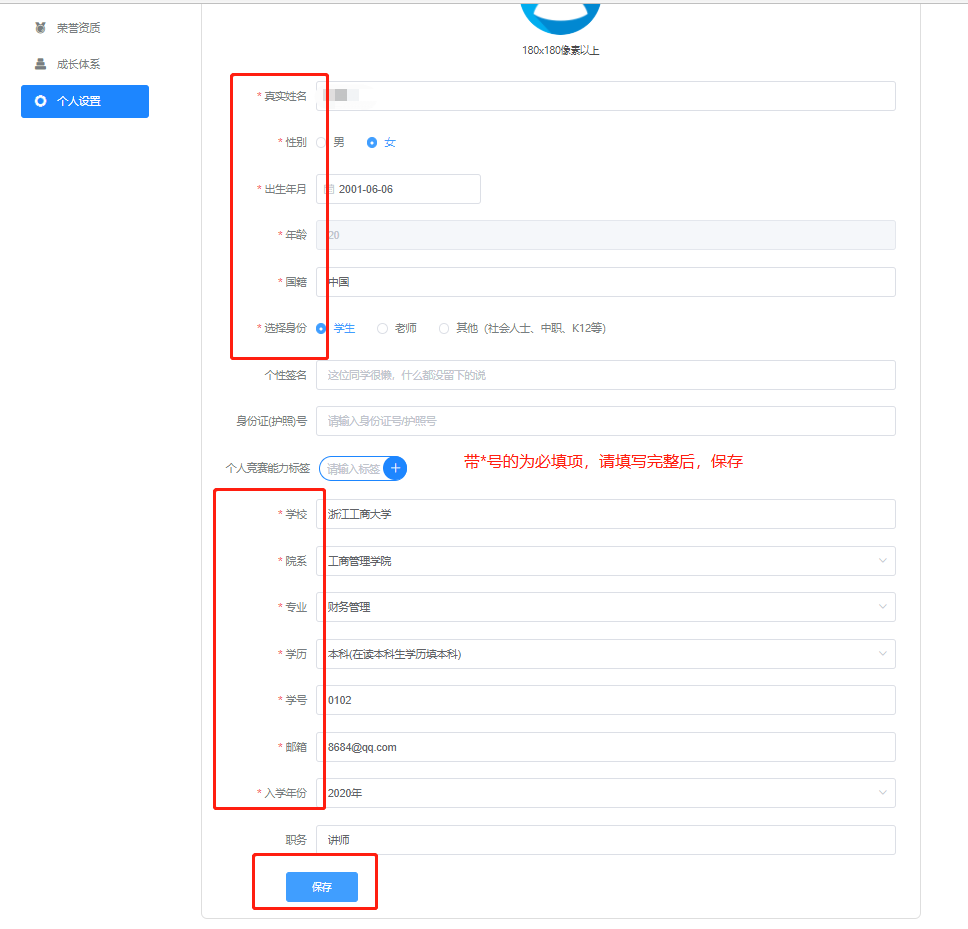 荣誉资质
成长体系
个人设置
180x180像素以上
* 真实姓名
* 性别 男 女
* 出生年月 2001-06-06
* 年龄 20
* 国籍 中国
* 选择身份 学生 老师 其他（社会人士、中职、K12等）
个性签名 这位同学很懒，什么都没留下的说
身份证(护照)号 请输入身份证号/护照号
个人竞赛能力标签 请输入标签 +
带*号的为必填项，请填写完整后，保存
* 学校 浙江工商大学
* 院系 工商管理学院
* 专业 财务管理
* 学历 本科(在读本科生学历填本科)
* 学号 0102
* 邮箱 8684@qq.com
* 入学年份 2020年
职务 讲师
保存